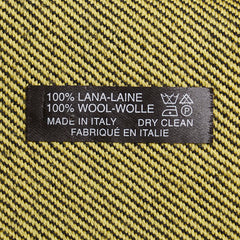 100% LANA-LAINE
100% WOOL-WOLLE
MADE IN ITALY DRY CLEAN
FABRIQUÉ EN ITALIE